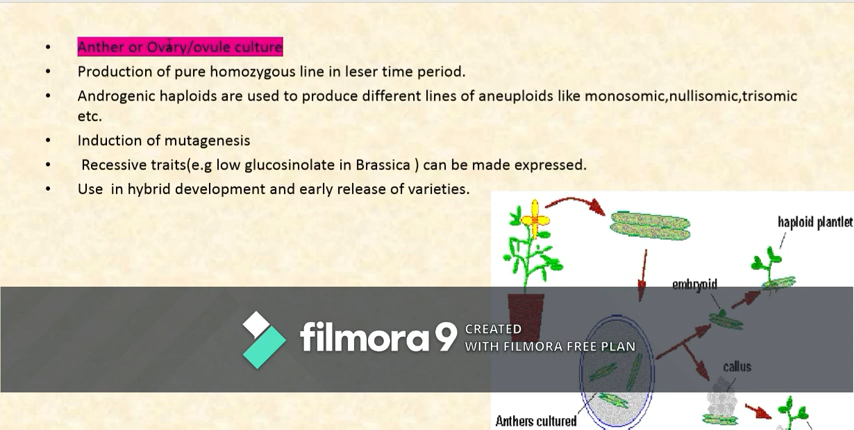 Anther or Ovary/ovule culture
Production of pure homozygous line in leser time period.
Androgenic haploids are used to produce different lines of aneuploids like monosomic,nullisomic,trisomic
etc.
Induction of mutagenesis
Recessive traits(e.g low glucosinolate in Brassica ) can be made expressed.
Use in hybrid development and early release of varieties.
haploid plantlet
embryoid
filmora9 CREATED
WITH FILMORA FREE PLAN
callus
Anthers cultured